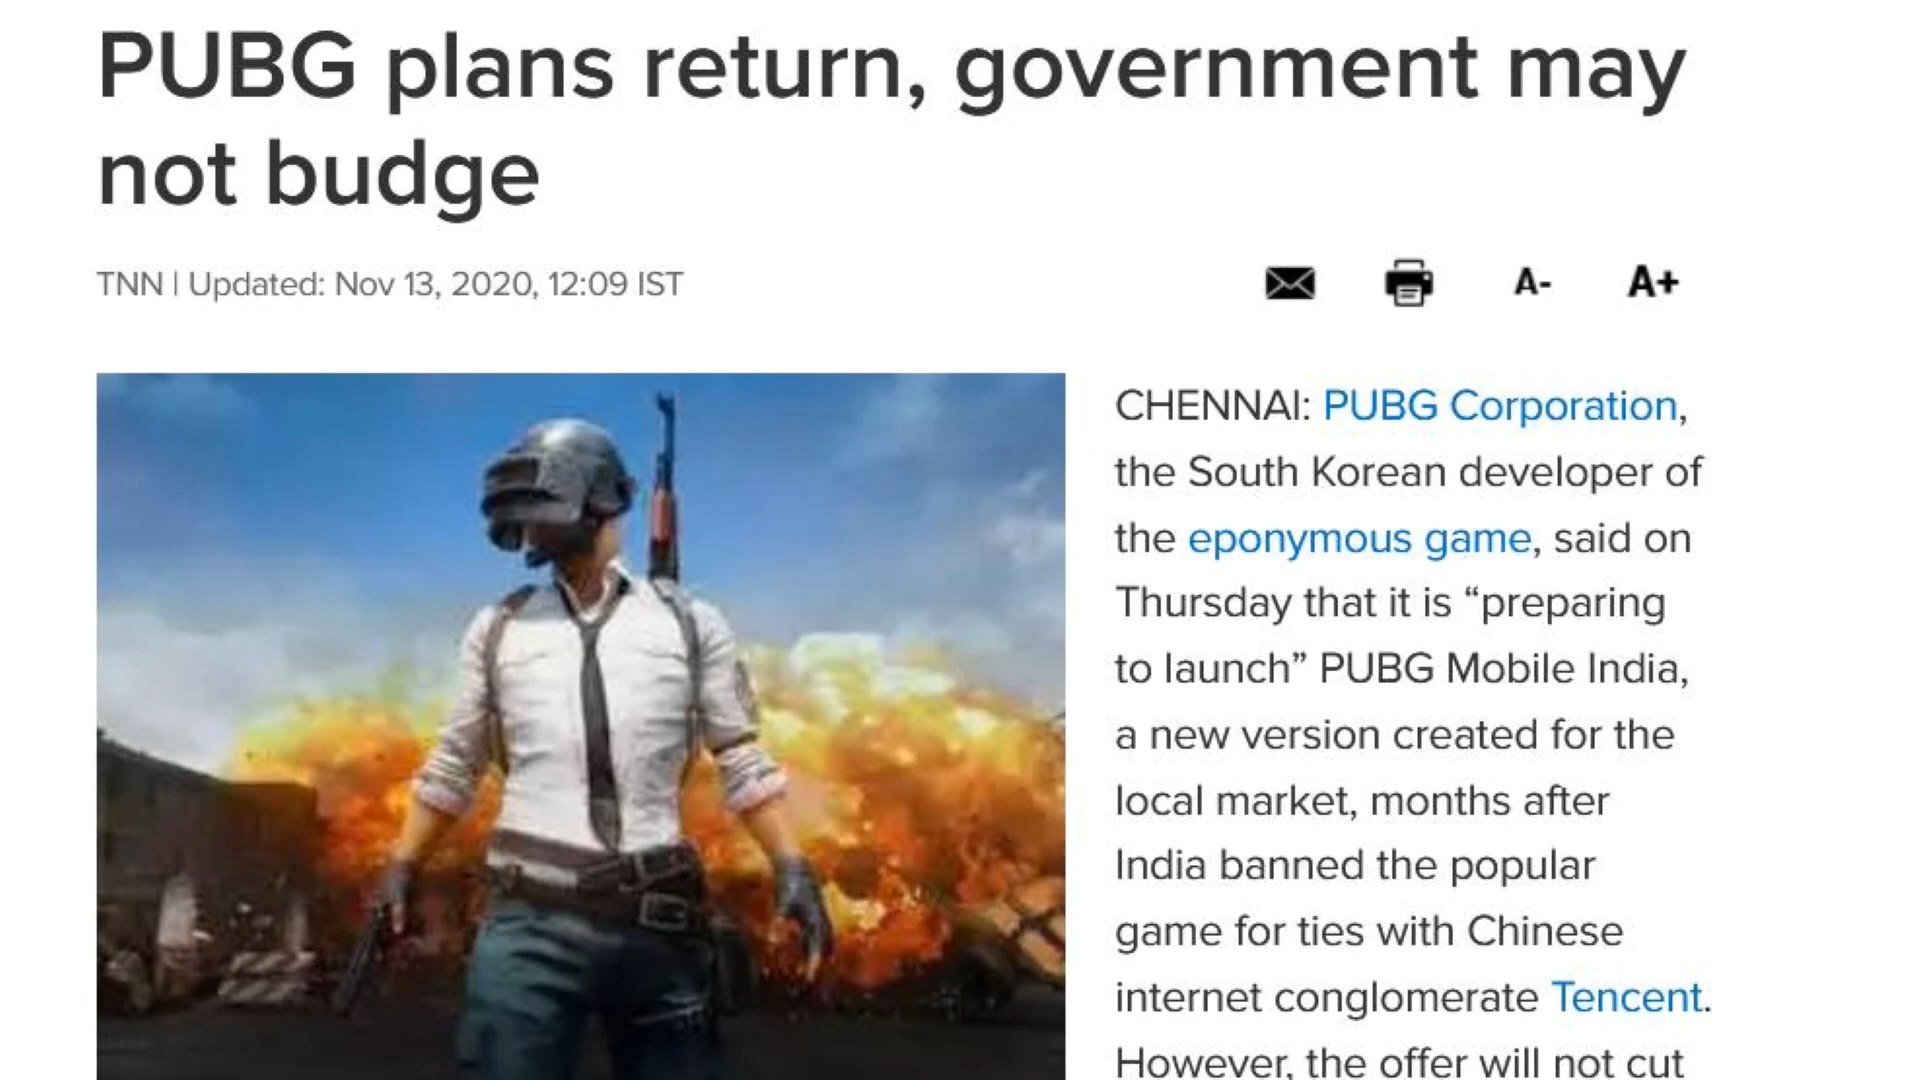 PUBG plans return, government may
not budge
TNN | Updated: Nov 13, 2020, 12:09 IST
A-
A+
CHENNAI: PUBG Corporation,
the South Korean developer of
the eponymous game, said on
Thursday that it is “preparing
to launch” PUBG Mobile India,
a new version created for the
local market, months after
India banned the popular
game for ties with Chinese
internet conglomerate Tencent.
However, the offer will not cut